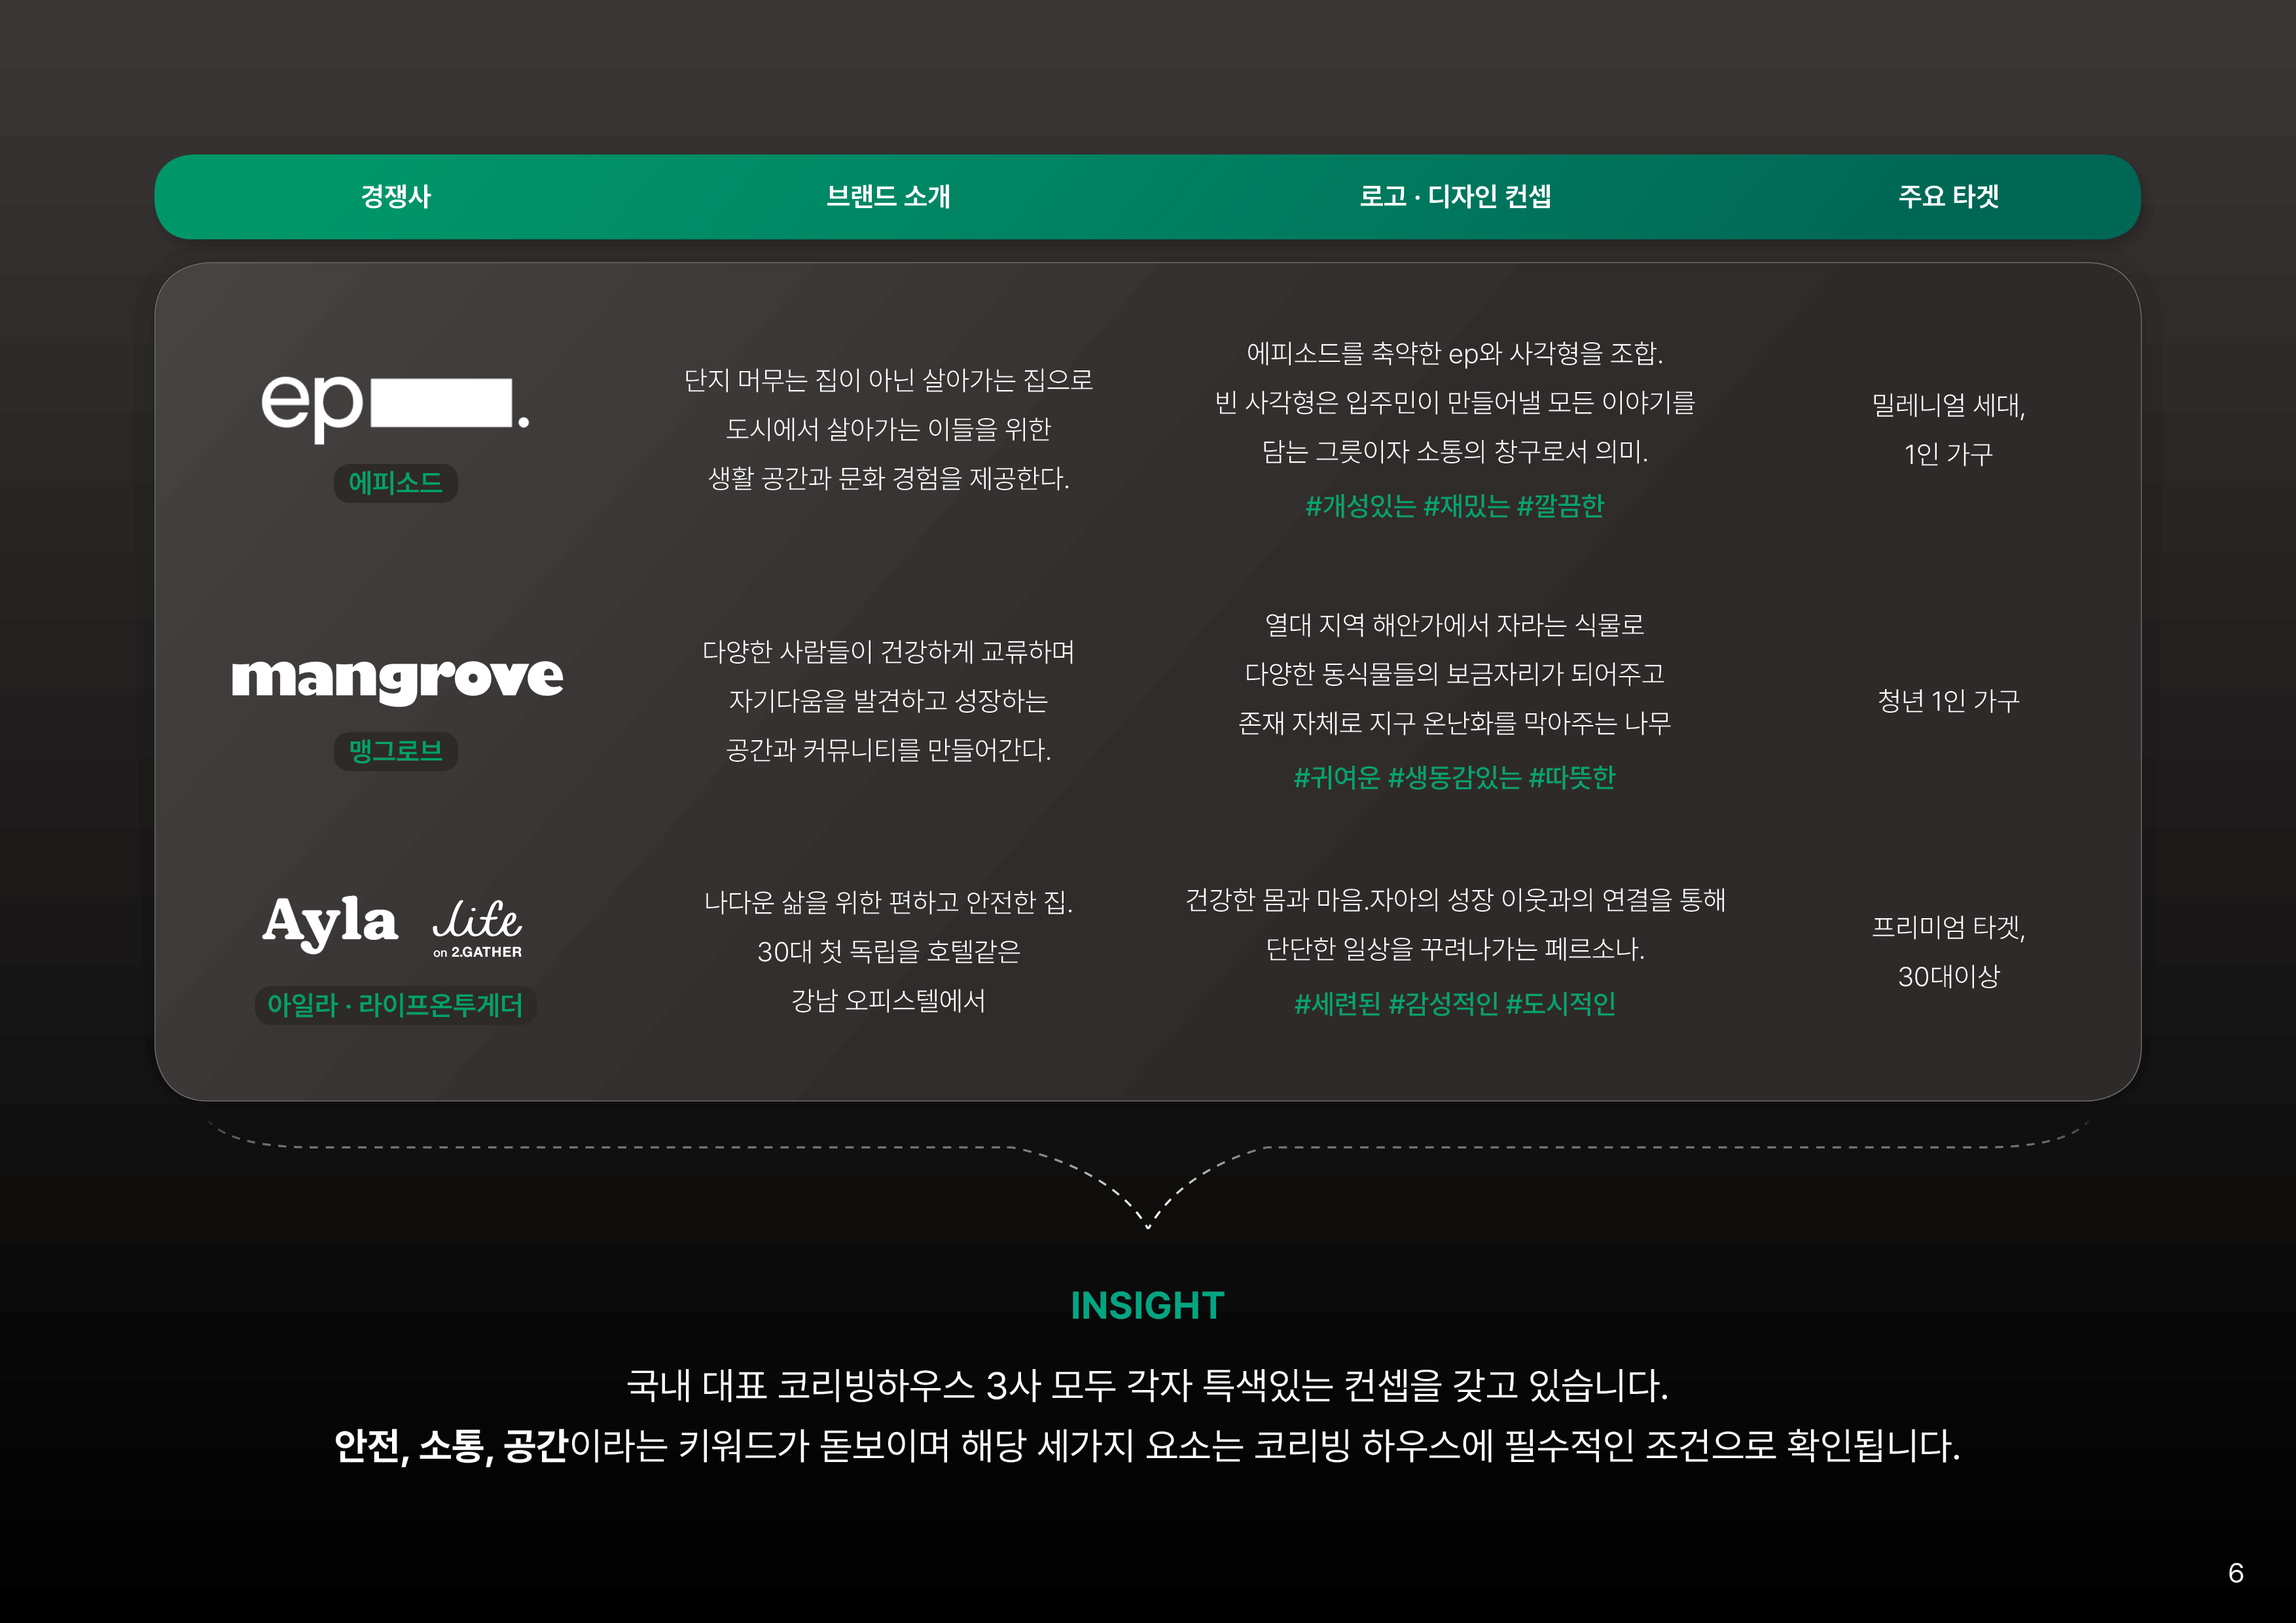 경쟁사
브랜드 소개
로고 · 디자인 컨셉
주요 타겟
ep .
에피소드
단지 머무는 집이 아닌 살아가는 집으로
도시에서 살아가는 이들을 위한
생활 공간과 문화 경험을 제공한다.
에피소드를 축약한 ep와 사각형을 조합.
빈 사각형은 입주민이 만들어낼 모든 이야기를
담는 그릇이자 소통의 창구로서 의미.
#개성있는 #재밌는 #깔끔한
밀레니얼 세대,
1인 가구
mangrove
맹그로브
다양한 사람들이 건강하게 교류하며
자기다움을 발견하고 성장하는
공간과 커뮤니티를 만들어간다.
열대 지역 해안가에서 자라는 식물로
다양한 동식물들의 보금자리가 되어주고
존재 자체로 지구 온난화를 막아주는 나무
#귀여운 #생동감있는 #따뜻한
청년 1인 가구
Ayla
life
on 2.GATHER
아일라 · 라이프온투게더
나다운 삶을 위한 편하고 안전한 집.
30대 첫 독립을 호텔같은
강남 오피스텔에서
건강한 몸과 마음.자아의 성장 이웃과의 연결을 통해
단단한 일상을 꾸려나가는 페르소나.
#세련된 #감성적인 #도시적인
프리미엄 타겟,
30대이상
INSIGHT
국내 대표 코리빙하우스 3사 모두 각자 특색있는 컨셉을 갖고 있습니다.
안전, 소통, 공간이라는 키워드가 돋보이며 해당 세가지 요소는 코리빙 하우스에 필수적인 조건으로 확인됩니다.
6